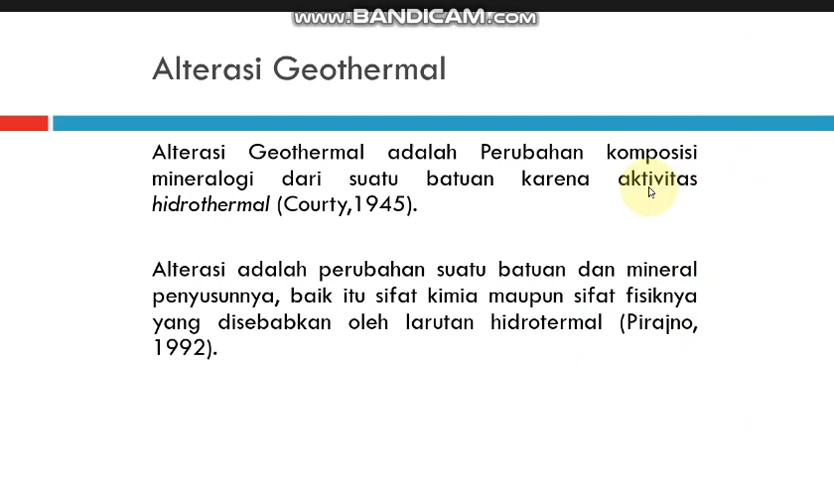 www.BANDICAM.com
Alterasi Geothermal
Alterasi Geothermal adalah Perubahan komposisi
mineralogi dari suatu batuan karena aktivitas
hidrothermal (Courty,1945).
Alterasi adalah perubahan suatu batuan dan mineral
penyusunnya, baik itu sifat kimia maupun sifat fisiknya
yang disebabkan oleh larutan hidrotermal (Pirajno,
1992).